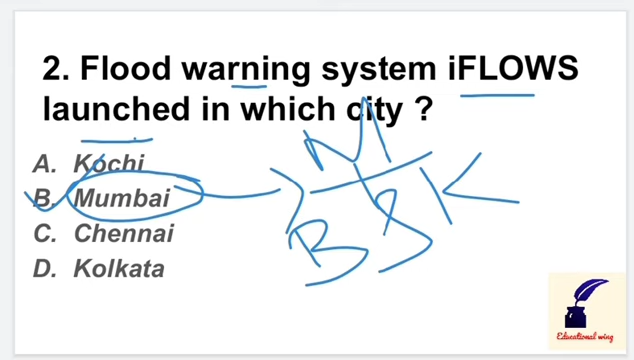 2. Flood warning system iFLOWS
launched in which city ?
A. Kochi
B. Mumbai
C. Chennai
D. Kolkata
M
B S K
Educational wing